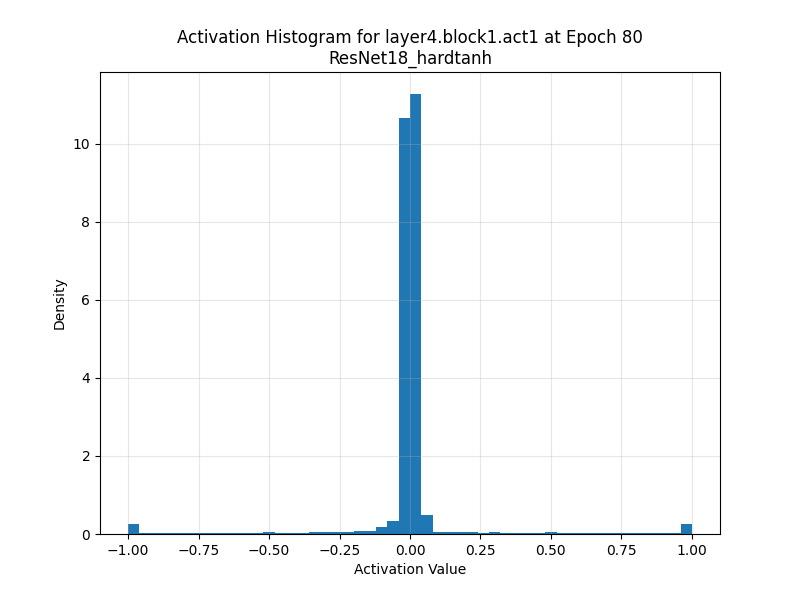 Activation Histogram for layer4.block1.act1 at Epoch 80
ResNet18_hardtanh
Density
10
8
6
4
2
0
−1.00 −0.75 −0.50 −0.25 0.00 0.25 0.50 0.75 1.00
Activation Value